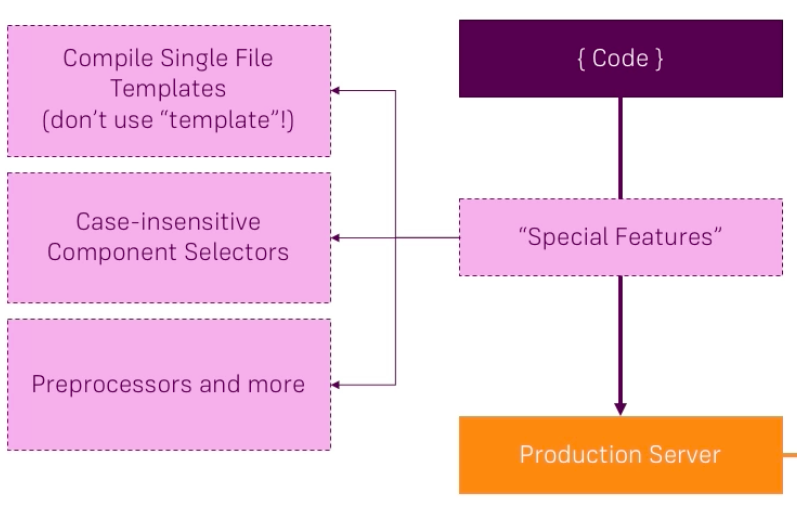 Compile Single File
Templates
(don't use "template"!)
{ Code }
Case-insensitive
Component Selectors
“Special Features”
Preprocessors and more
Production Server